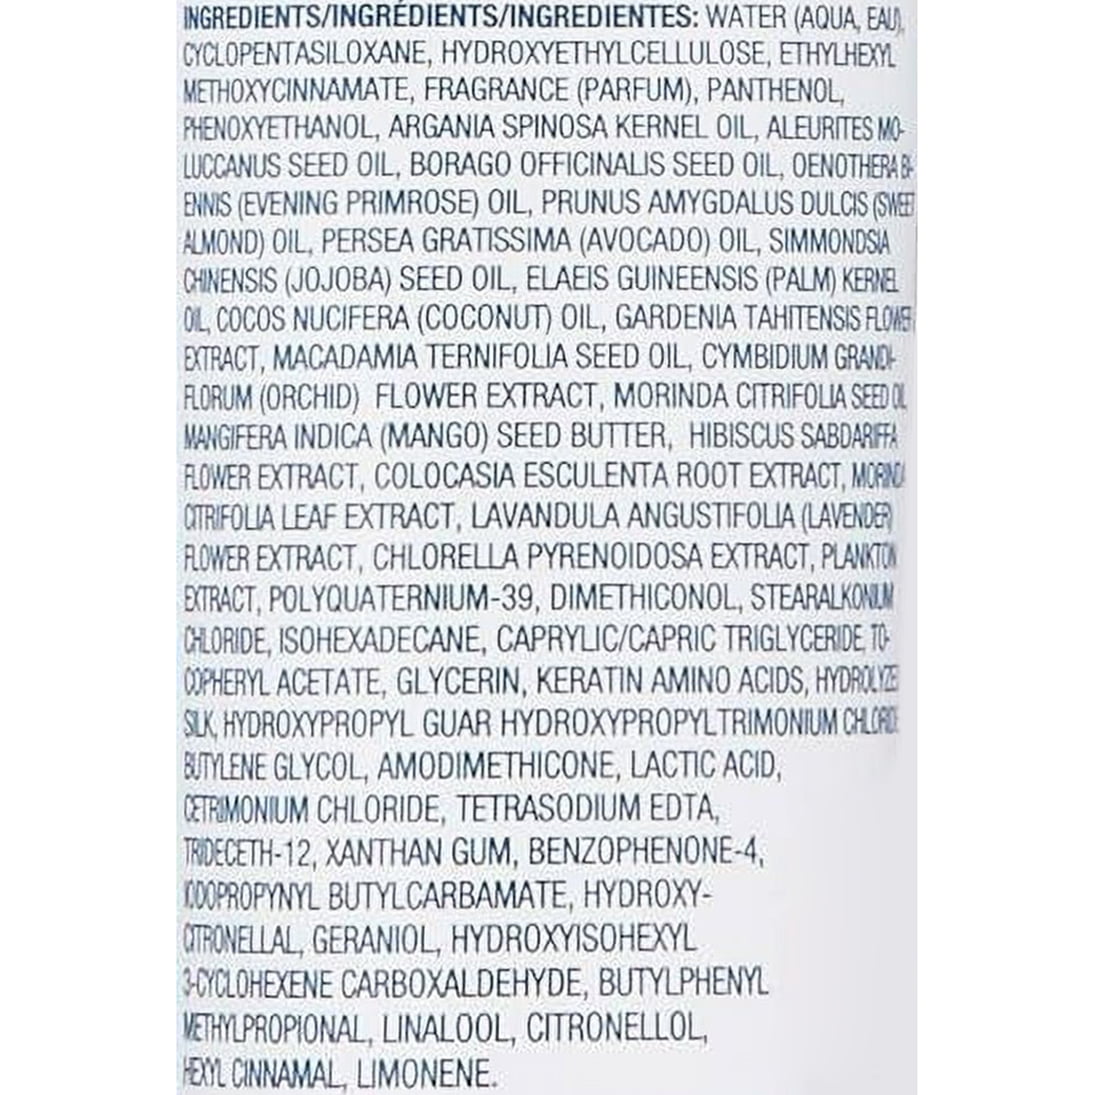 INGREDIENTS/INGRÉDIENTS/INGREDIENTES: WATER (AQUA, EAU),
CYCLOPENTASILOXANE, HYDROXYETHYLCELLULOSE, ETHYLHEXYL
METHOXYCINNAMATE, FRAGRANCE (PARFUM), PANTHENOL,
PHENOXYETHANOL, ARGANIA SPINOSA KERNEL OIL, ALEURITES MO-
LUCCANUS SEED OIL, BORAGO OFFICINALIS SEED OIL, OENOTHERA BI-
ENNIS (EVENING PRIMROSE) OIL, PRUNUS AMYGDALUS DULCIS (SWEET
ALMOND) OIL, PERSEA GRATISSIMA (AVOCADO) OIL, SIMMONDSIA
CHINENSIS (JOJOBA) SEED OIL, ELAEIS GUINEENSIS (PALM) KERNEL
OIL, COCOS NUCIFERA (COCONUT) OIL, GARDENIA TAHITENSIS FLOWER
EXTRACT, MACADAMIA TERNIFOLIA SEED OIL, CYMBIDIUM GRANDI-
FLORUM (ORCHID) FLOWER EXTRACT, MORINDA CITRIFOLIA SEED OIL
MANGIFERA INDICA (MANGO) SEED BUTTER, HIBISCUS SABDARIFFA
FLOWER EXTRACT, COLOCASIA ESCULENTA ROOT EXTRACT, MORINDA
CITRIFOLIA LEAF EXTRACT, LAVANDULA ANGUSTIFOLIA (LAVENDER)
FLOWER EXTRACT, CHLORELLA PYRENOIDOSA EXTRACT, PLANKTON
EXTRACT, POLYQUATERNIUM-39, DIMETHICONOL, STEARALKONIUM
CHLORIDE, ISOHEXADECANE, CAPRYLIC/CAPRIC TRIGLYCERIDE, TO-
COPHERYL ACETATE, GLYCERIN, KERATIN AMINO ACIDS, HYDROLYZED
SILK, HYDROXYPROPYL GUAR HYDROXYPROPYLTRIMONIUM CHLORIDE
BUTYLENE GLYCOL, AMODIMETHICONE, LACTIC ACID,
CETRIMONIUM CHLORIDE, TETRASODIUM EDTA,
TRIDECETH-12, XANTHAN GUM, BENZOPHENONE-4,
IODOPROPYNYL BUTYLCARBAMATE, HYDROXY-
CITRONELLAL, GERANIOL, HYDROXYISOHEXYL
3-CYCLOHEXENE CARBOXALDEHYDE, BUTYLPHENYL
METHYLPROPIONAL, LINALOOL, CITRONELLOL,
HEXYL CINNAMAL, LIMONENE.